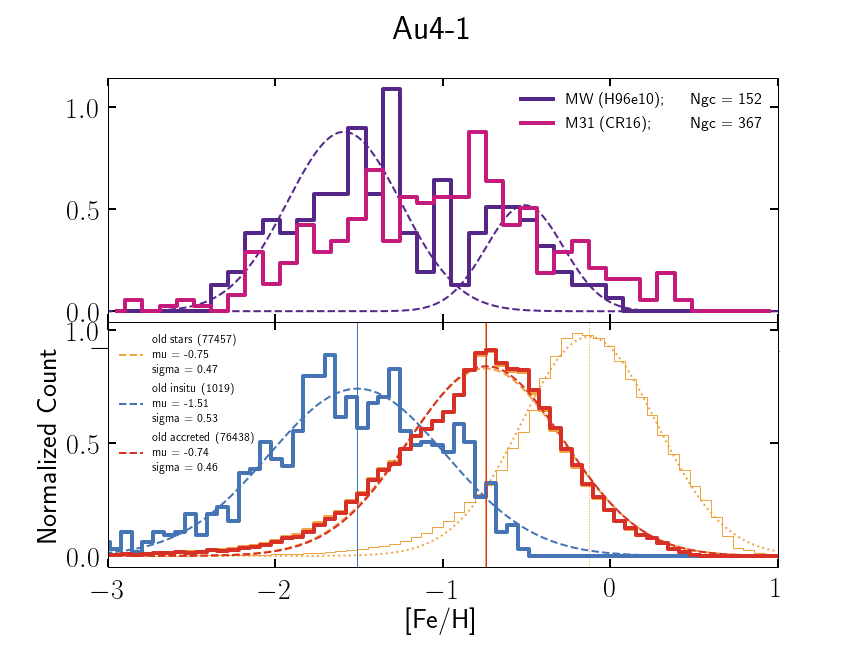 Au4-1
1.0
0.5
0.0
MW (H96e10); Ngc = 152
M31 (CR16); Ngc = 367
1.0
0.5
0.0
old stars (77457)
mu = -0.75
sigma = 0.47
old insitu (1019)
mu = -1.51
sigma = 0.53
old accreted (76438)
mu = -0.74
sigma = 0.46
Normalized Count
−3 −2 −1 0 1
[Fe/H]